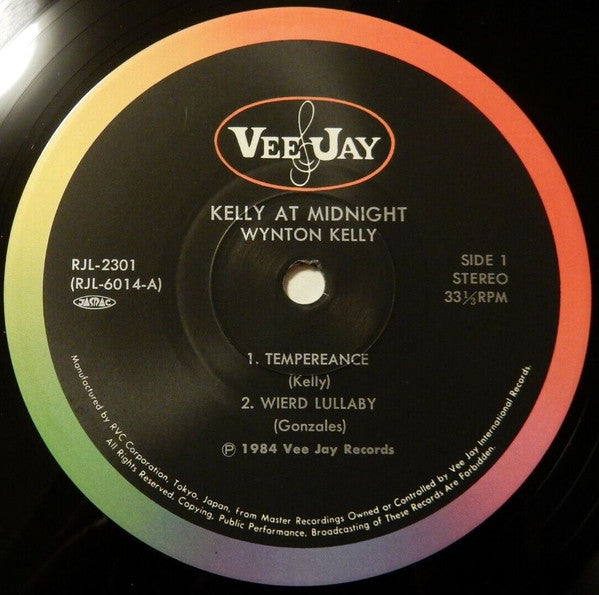 VEE JAY
KELLY AT MIDNIGHT
WYNTON KELLY
RJL-2301
(RJL-6014-A)
JASRAC
SIDE 1
STEREO
33⅓RPM
1. TEMPEREANCE
(Kelly)
2. WIERD LULLABY
(Gonzales)
Ⓟ 1984 Vee Jay Records
Manufactured by RVC Corporation, Tokyo, Japan, from Master Recordings Owned or Controlled by Vee Jay International Records.
All Rights Reserved. Copying, Public Performance, Broadcasting of These Records Are Forbidden.